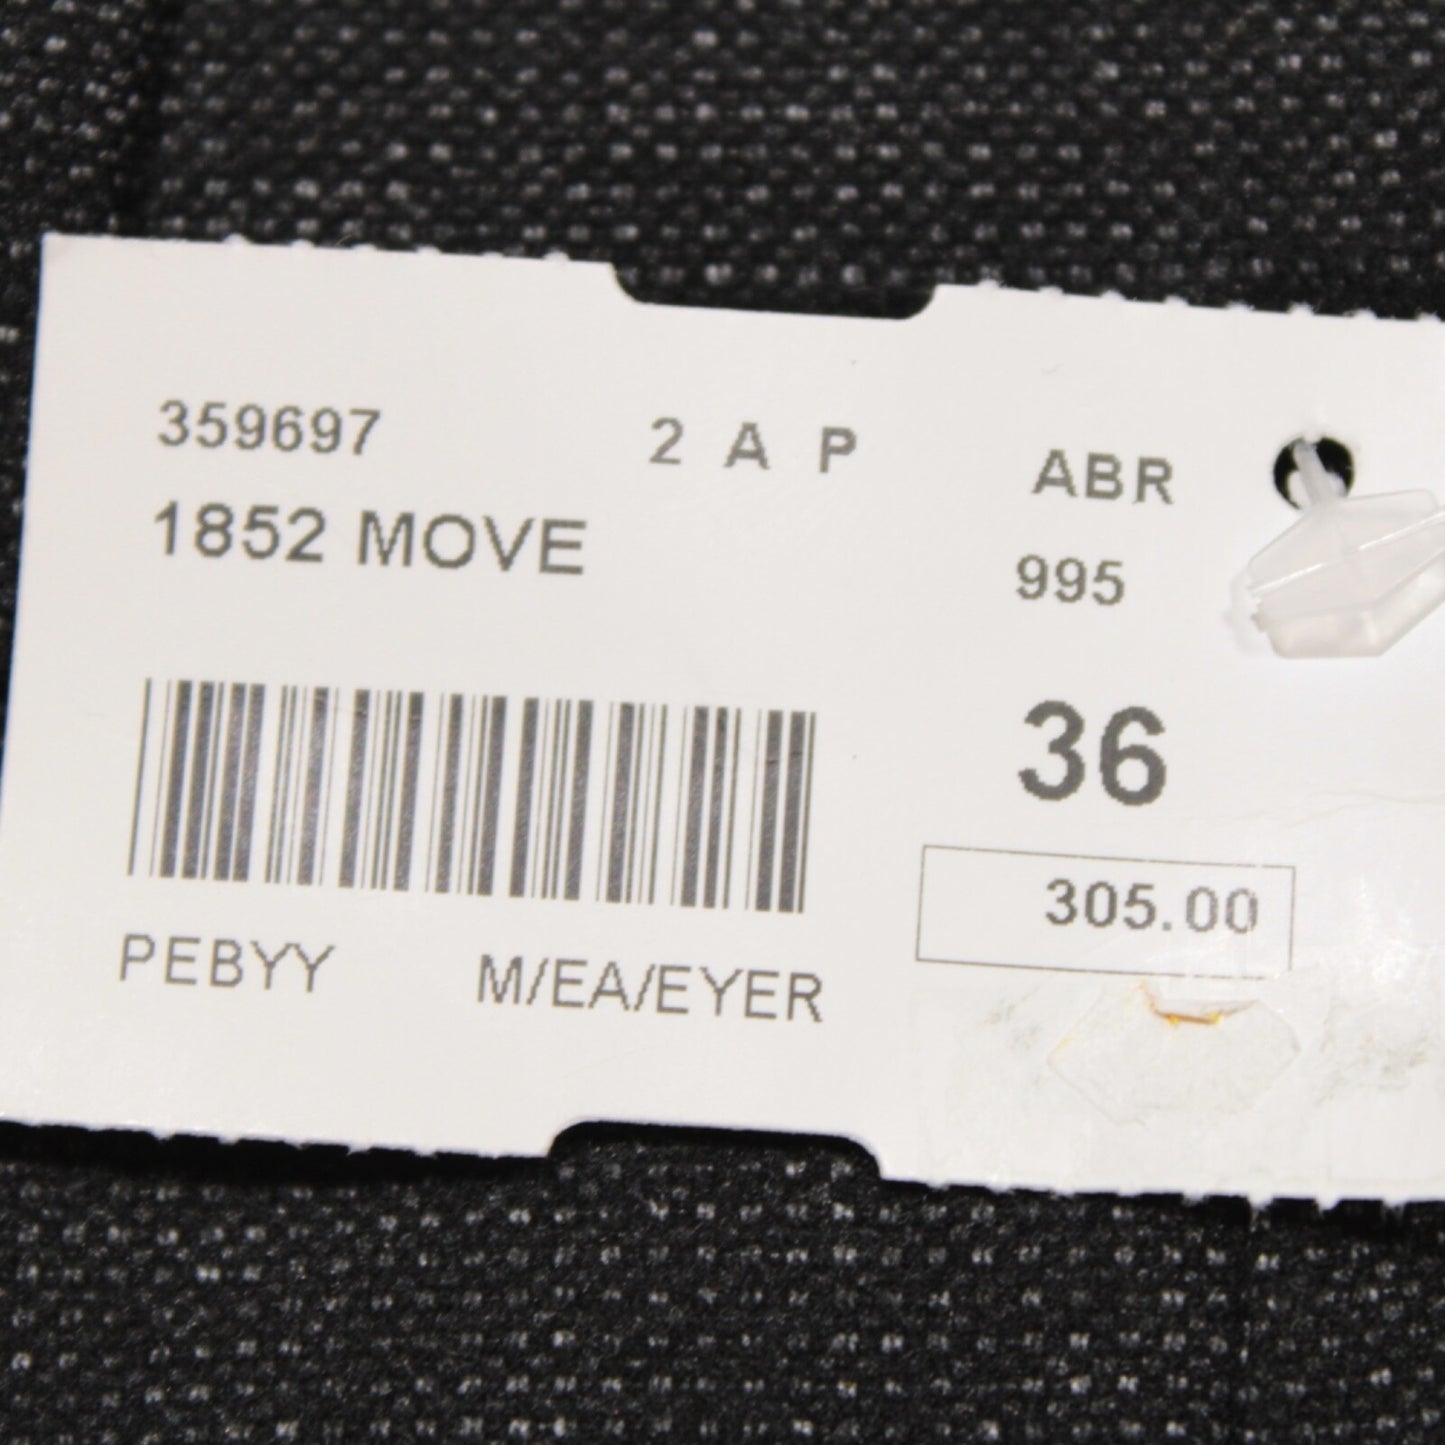 359697 2 A P ABR
1852 MOVE 995
36
305.00
PEBYY M/EA/EYER